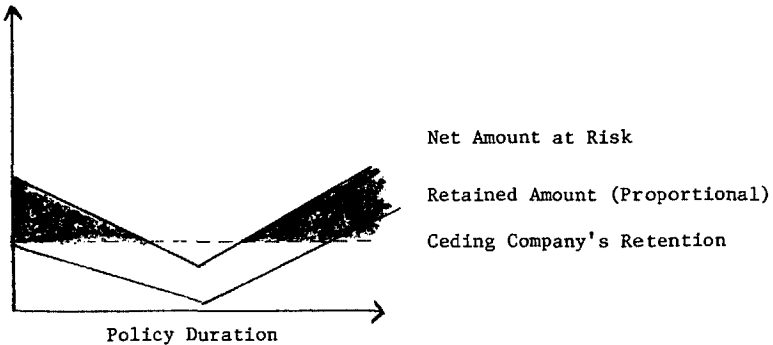 Net Amount at Risk
Retained Amount (Proportional)
Ceding Company's Retention
Policy Duration